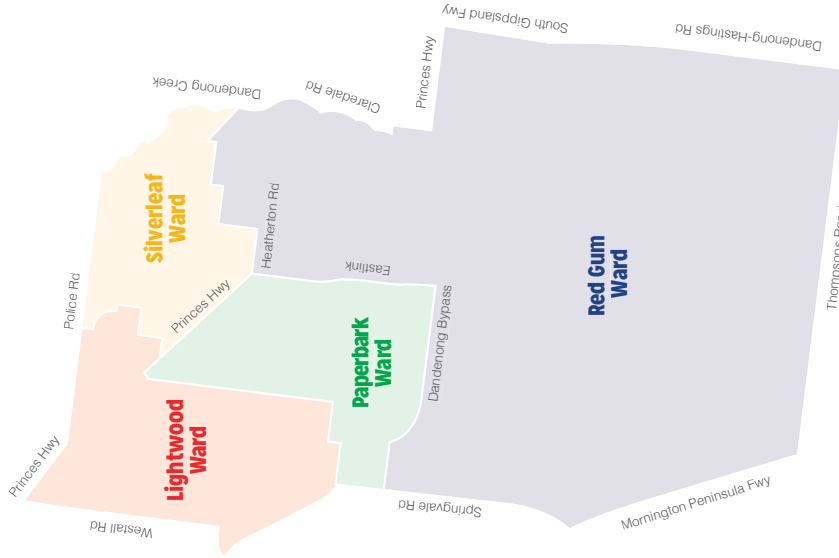 South Gippsland Fwy
Dandenong-Hastings Rd
Princes Hwy
Dandenong Creek
Claredale Rd
Silverleaf
Ward
Heatherton Rd
Eastlink
Red Gum
Ward
Police Rd
Princes Hwy
Paperbark
Ward
Dandenong Bypass
Lightwood
Ward
Princes Hwy
Westall Rd
Springvale Rd
Mornington Peninsula Fwy
Thompsons